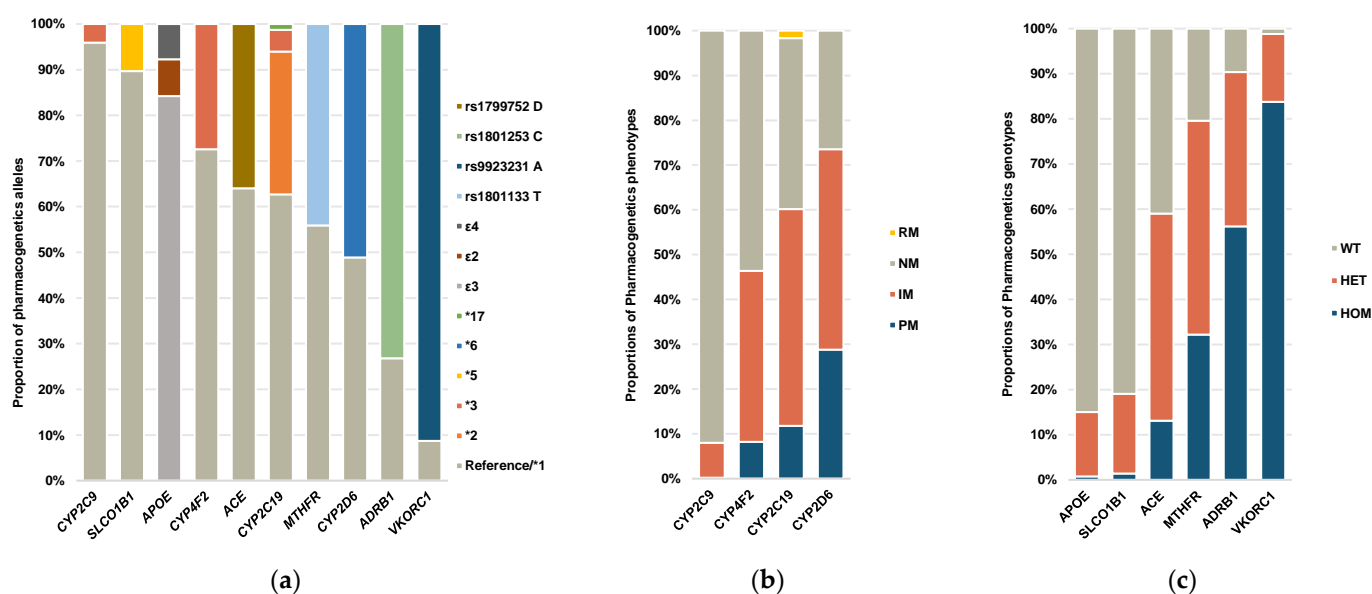 Proportion of pharmacogenetics alleles
100%
90%
80%
70%
60%
50%
40%
30%
20%
10%
0%
CYP2C9
SLCO1B1
APOE
CYP4F2
ACE
CYP2C19
MTHFR
CYP2D6
ADRB1
VKORC1
rs1799752 D
rs1801253 C
rs9923231 A
rs1801133 T
ε4
ε2
ε3
*17
*6
*5
*3
*2
Reference/*1
(a)
Proportions of Pharmacogenetics phenotypes
100%
90%
80%
70%
60%
50%
40%
30%
20%
10%
0%
CYP2C9
CYP4F2
CYP2C19
CYP2D6
RM
NM
IM
PM
(b)
Proportions of Pharmacogenetics genotypes
100%
90%
80%
70%
60%
50%
40%
30%
20%
10%
0%
APOE
SLCO1B1
ACE
MTHFR
ADRB1
VKORC1
WT
HET
HOM
(c)